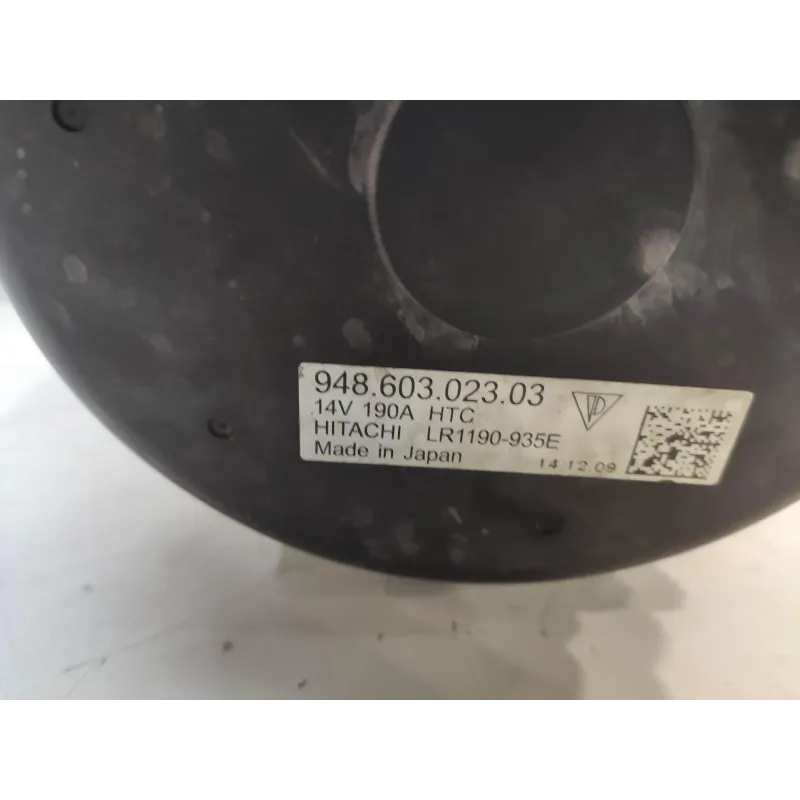 948.603.023.03
14V 190A HTC
HITACHI LR1190-935E
Made in Japan 14.12.09